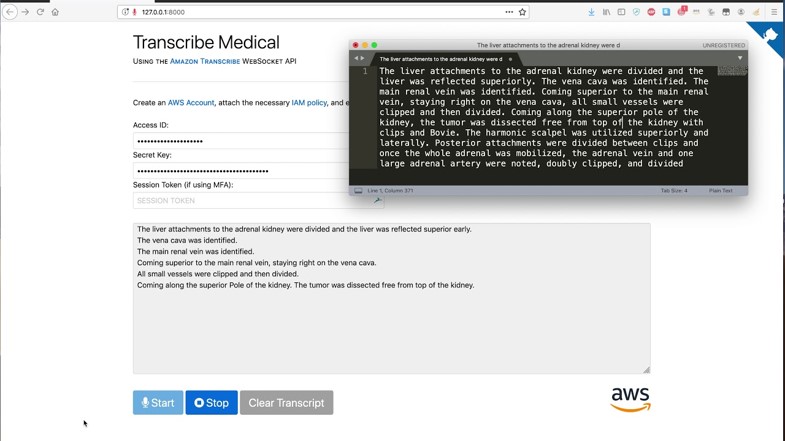 127.0.0.1:8000
Transcribe Medical
USING THE AMAZON TRANSCRIBE WEBSOCKET API
Create an AWS Account, attach the necessary IAM policy, and e
Access ID:
••••••••••••••••••••
Secret Key:
••••••••••••••••••••••••••••••••••••••••
Session Token (if using MFA):
SESSION TOKEN
The liver attachments to the adrenal kidney were d
UNREGISTERED
The liver attachments to the adrenal kidney were d
1
The liver attachments to the adrenal kidney were divided and the
liver was reflected superiorly. The vena cava was identified. The
main renal vein was identified. Coming superior to the main renal
vein, staying right on the vena cava, all small vessels were
clipped and then divided. Coming along the superior pole of the
kidney, the tumor was dissected free from top of the kidney with
clips and Bovie. The harmonic scalpel was utilized superiorly and
laterally. Posterior attachments were divided between clips and
once the whole adrenal was mobilized, the adrenal vein and one
large adrenal artery were noted, doubly clipped, and divided
Line 1, Column 371
Tab Size: 4
Plain Text
The liver attachments to the adrenal kidney were divided and the liver was reflected superior early.
The vena cava was identified.
The main renal vein was identified.
Coming superior to the main renal vein, staying right on the vena cava.
All small vessels were clipped and then divided.
Coming along the superior Pole of the kidney. The tumor was dissected free from top of the kidney.
Start
Stop
Clear Transcript
aws